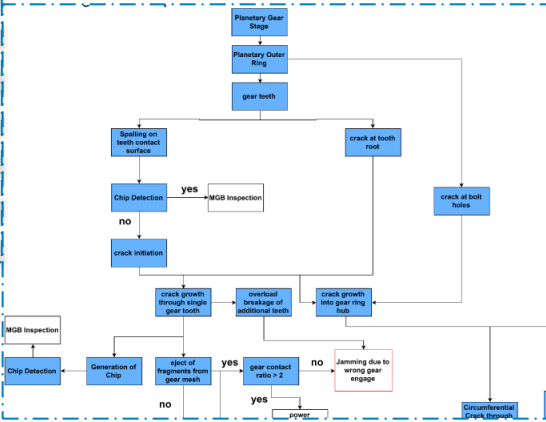 Planetary Gear
Stage
Planetary Outer
Ring
gear teeth
Spalling on
teeth contact
surface
crack at tooth
root
Chip Detection
yes
MGB Inspection
crack at bolt
holes
no
crack initiation
crack growth
through single
gear tooth
overload
breakage of
additional teeth
crack growth
into gear ring
hub
MGB Inspection
Chip Detection
Generation of
Chip
eject of
fragments from
gear mesh
yes
gear contact
ratio > 2
no
Jamming due to
wrong gear
engage
no
yes
power
Circumferential
Crack through